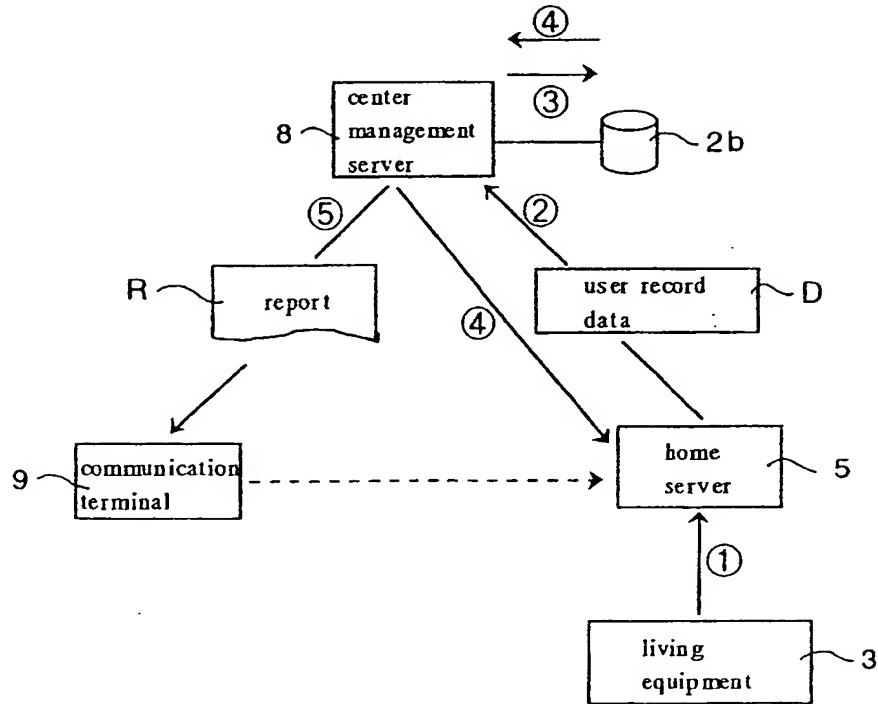 ④
③
center
management
server
8
2b
⑤
②
R
report
user record
data
D
④
9
communication
terminal
home
server
5
①
living
equipment
3